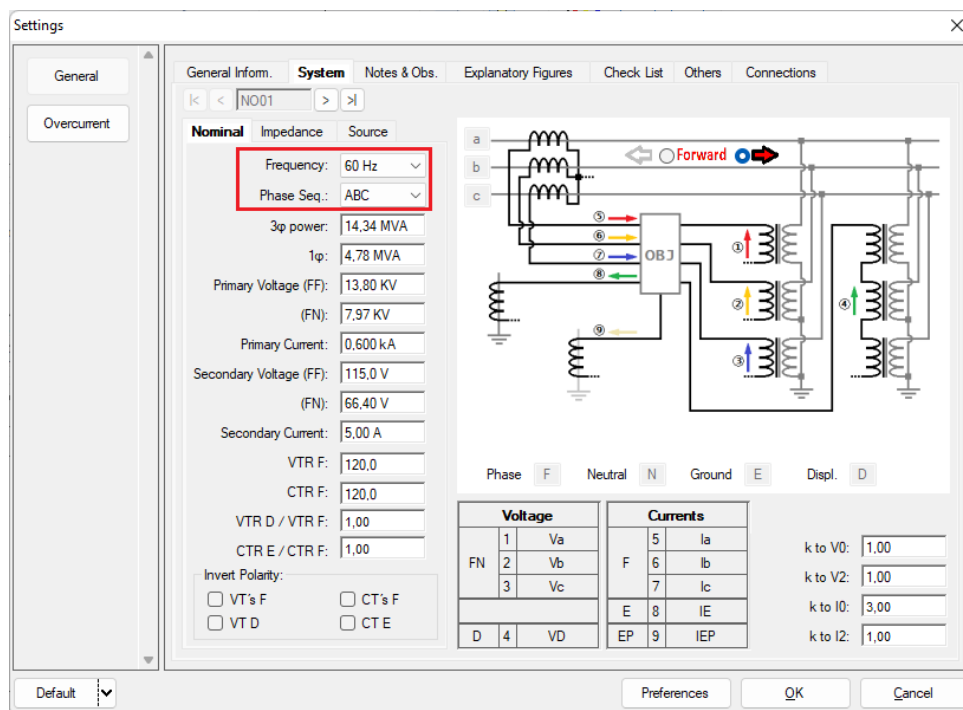 Settings
General
Overcurrent
General Inform. System Notes & Obs. Explanatory Figures Check List Others Connections
|< < NO01 > >|
Nominal Impedance Source
Frequency: 60 Hz
Phase Seq.: ABC
3φ power: 14,34 MVA
1φ: 4,78 MVA
Primary Voltage (FF): 13,80 KV
(FN): 7,97 KV
Primary Current: 0,600 kA
Secondary Voltage (FF): 115,0 V
(FN): 66,40 V
Secondary Current: 5,00 A
VTR F: 120,0
CTR F: 120,0
VTR D / VTR F: 1,00
CTR E / CTR F: 1,00
Invert Polarity:
VT's F CT's F
VT D CT E
a
b
c
Forward
⑤
⑥
⑦
⑧
⑨
OBJ
①
②
③
④
Phase F Neutral N Ground E Displ. D
Voltage
FN 1 Va
2 Vb
3 Vc
D 4 VD
Currents
F 5 Ia
6 Ib
7 Ic
E 8 IE
EP 9 IEP
k to V0: 1,00
k to V2: 1,00
k to I0: 3,00
k to I2: 1,00
Default
Preferences OK Cancel